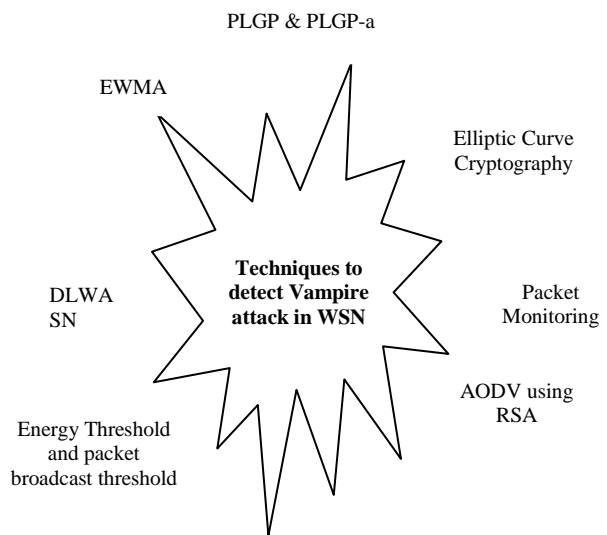 PLGP & PLGP-a
EWMA
Elliptic Curve
Cryptography
Techniques to
detect Vampire
attack in WSN
DLWA
SN
Packet
Monitoring
AODV using
RSA
Energy Threshold
and packet
broadcast threshold